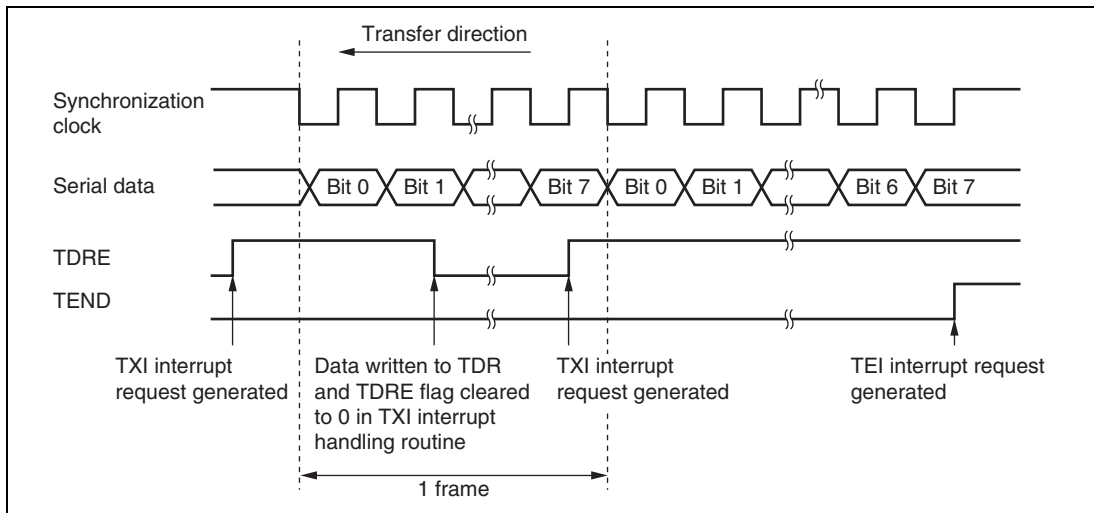 Transfer direction
Synchronization
clock
Serial data
Bit 0
Bit 1
Bit 7
Bit 0
Bit 1
Bit 6
Bit 7
TDRE
TEND
TXI interrupt
request generated
Data written to TDR
and TDRE flag cleared
to 0 in TXI interrupt
handling routine
TXI interrupt
request generated
TEI interrupt request
generated
1 frame